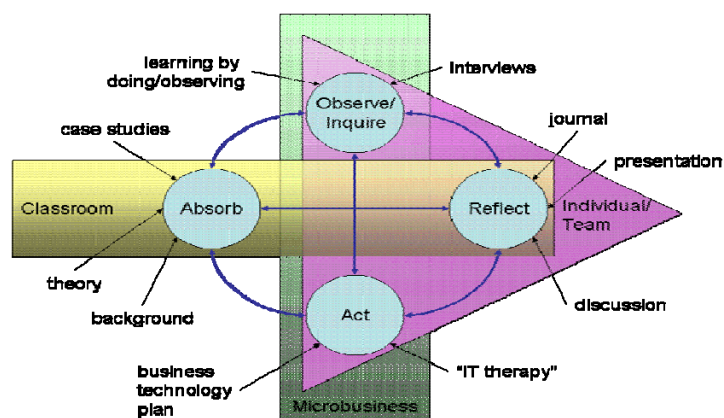 learning by
doing/observing
Interviews
Observe/
Inquire
case studies
journal
presentation
Classroom
Absorb
Reflect
Individual/
Team
theory
background
discussion
Act
business
technology
plan
"IT therapy"
Microbusiness